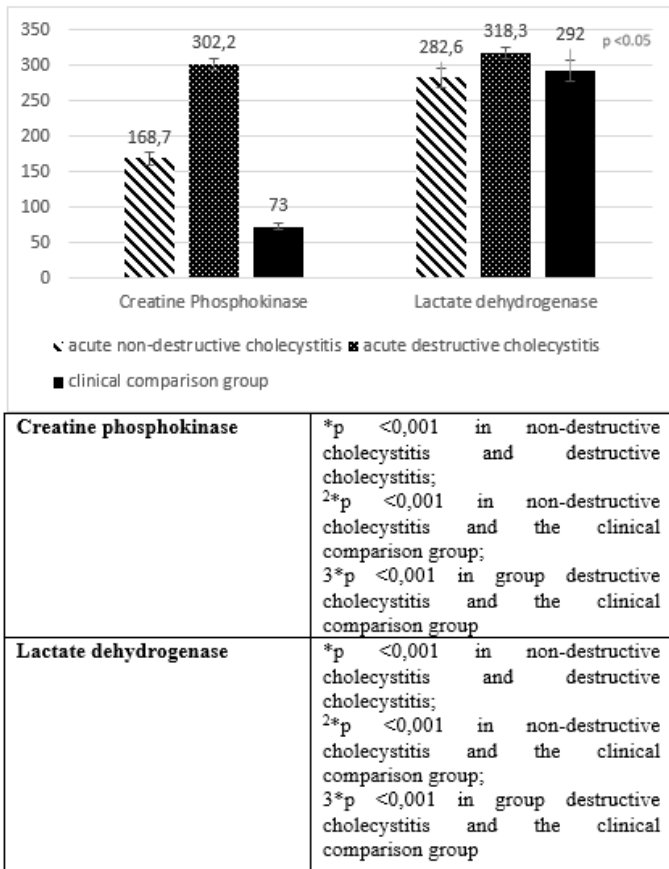 350
300
250
200
150
100
50
0
168,7
302,2
73
282,6
318,3
292
p <0.05
Creatine Phosphokinase
Lactate dehydrogenase
acute non-destructive cholecystitis
acute destructive cholecystitis
clinical comparison group
Creatine phosphokinase
*p <0,001 in non-destructive
cholecystitis and destructive
cholecystitis;
2*p <0,001 in non-destructive
cholecystitis and the clinical
comparison group;
3*p <0,001 in group destructive
cholecystitis and the clinical
comparison group
Lactate dehydrogenase
*p <0,001 in non-destructive
cholecystitis and destructive
cholecystitis;
2*p <0,001 in non-destructive
cholecystitis and the clinical
comparison group;
3*p <0,001 in group destructive
cholecystitis and the clinical
comparison group